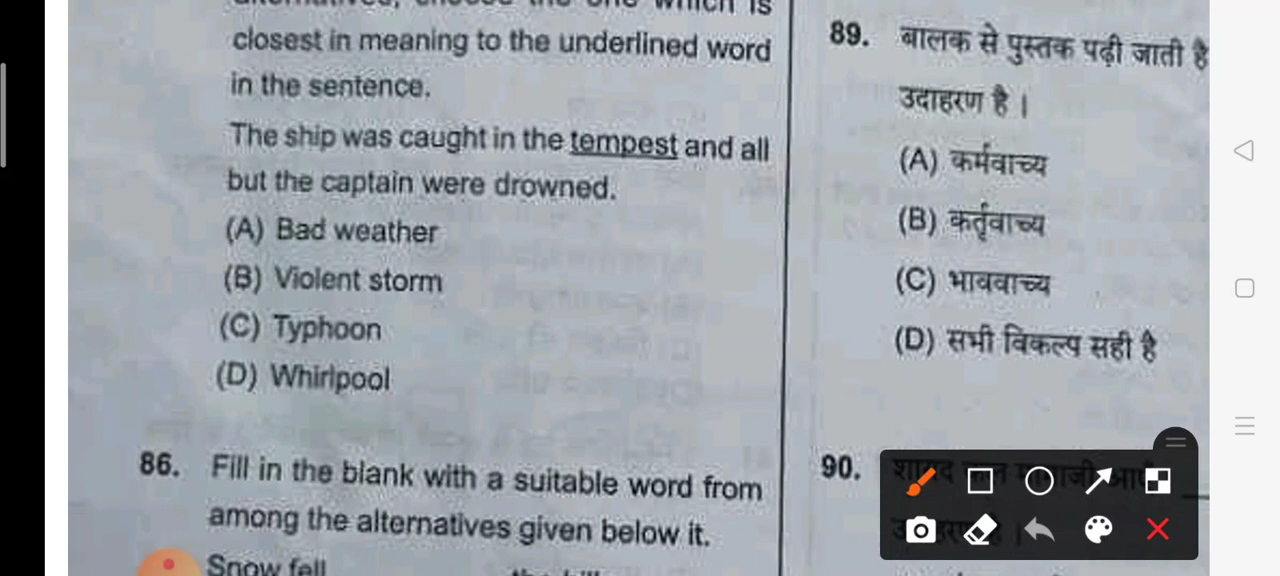 closest in meaning to the underlined word
in the sentence.
The ship was caught in the tempest and all
but the captain were drowned.
(A) Bad weather
(B) Violent storm
(C) Typhoon
(D) Whirlpool
86. Fill in the blank with a suitable word from
among the alternatives given below it.
Snow fell
89. बालक से पुस्तक पढ़ी जाती है
उदाहरण है ।
(A) कर्मवाच्य
(B) कर्तृवाच्य
(C) भाववाच्य
(D) सभी विकल्प सही है
90.